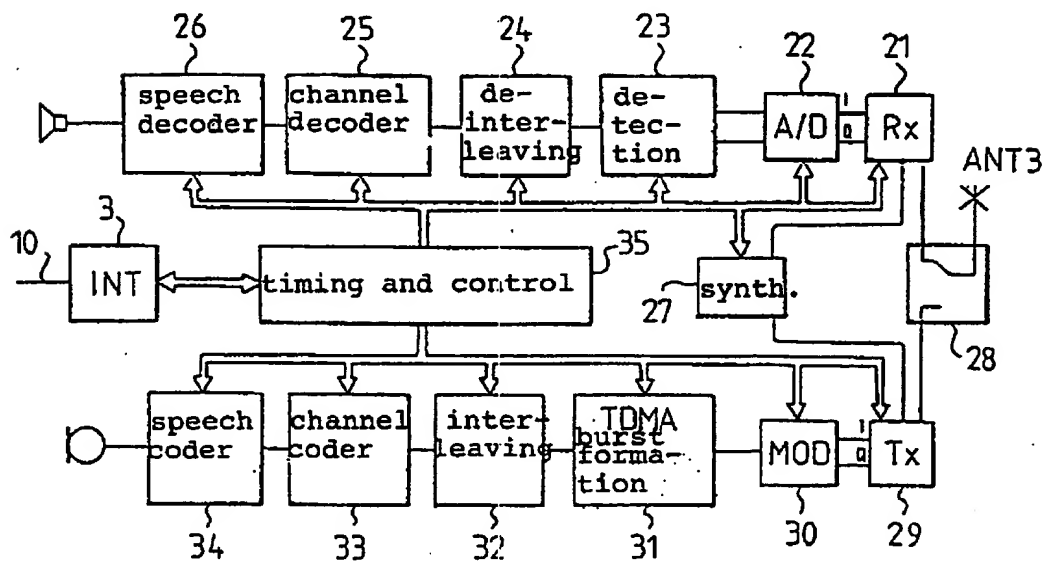 26 25 24 23 22 21
speech
decoder
channel
decoder
de-
inter-
leaving
de-
tec-
tion
A/D
I
Q
Rx
ANT3
10
3
INT
timing and control
35
27
synth.
28
speech
coder
channel
coder
inter-
leaving
TDMA
burst
forma-
tion
MOD
I
Q
Tx
34 33 32 31 30 29